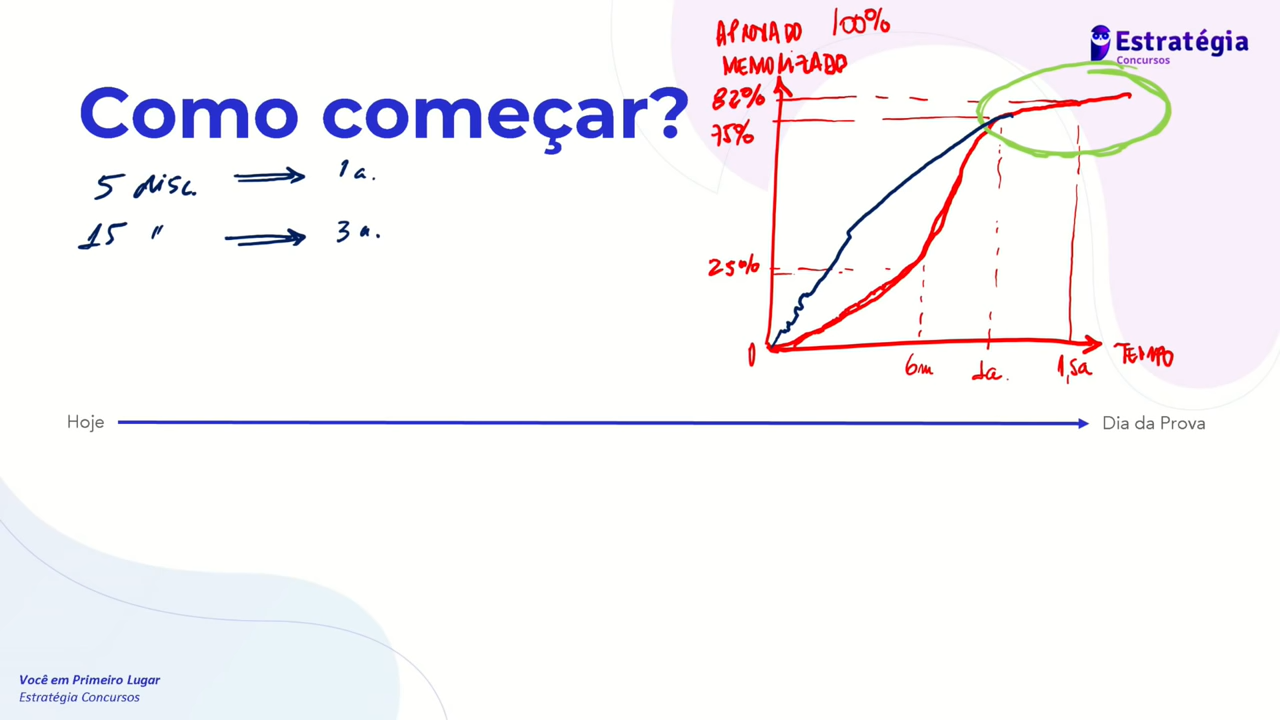 Como começar?
5 disc. ⇒ 1 a.
15 " ⇒ 3 a.
APROVADO 100%
MEMORIZADO
82%
75%
25%
0
6m 1a. 1,5a
TEMPO
Estratégia
Concursos
Hoje
Dia da Prova
Você em Primeiro Lugar
Estratégia Concursos